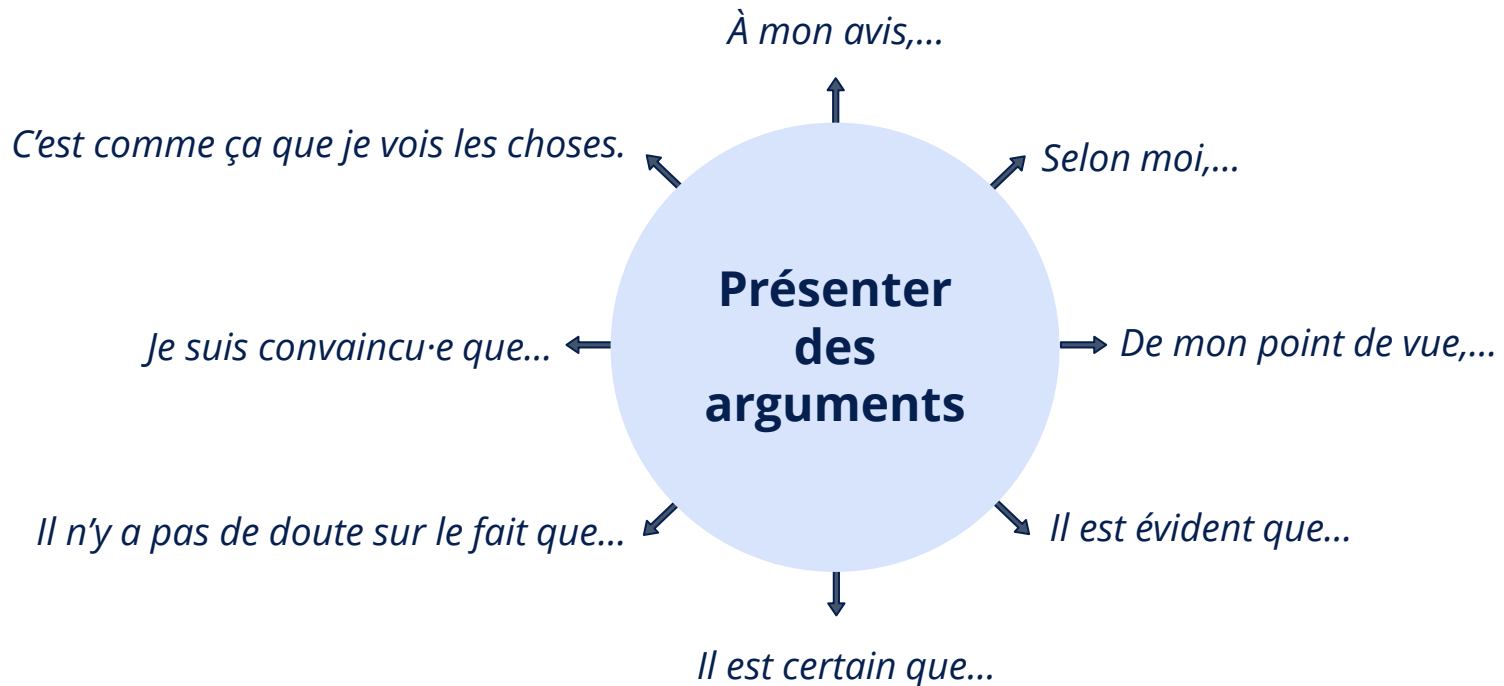 À mon avis,...
C'est comme ça que je vois les choses.
Selon moi,...
Présenter
des
arguments
Je suis convaincu·e que...
De mon point de vue,...
Il n'y a pas de doute sur le fait que...
Il est évident que...
Il est certain que...